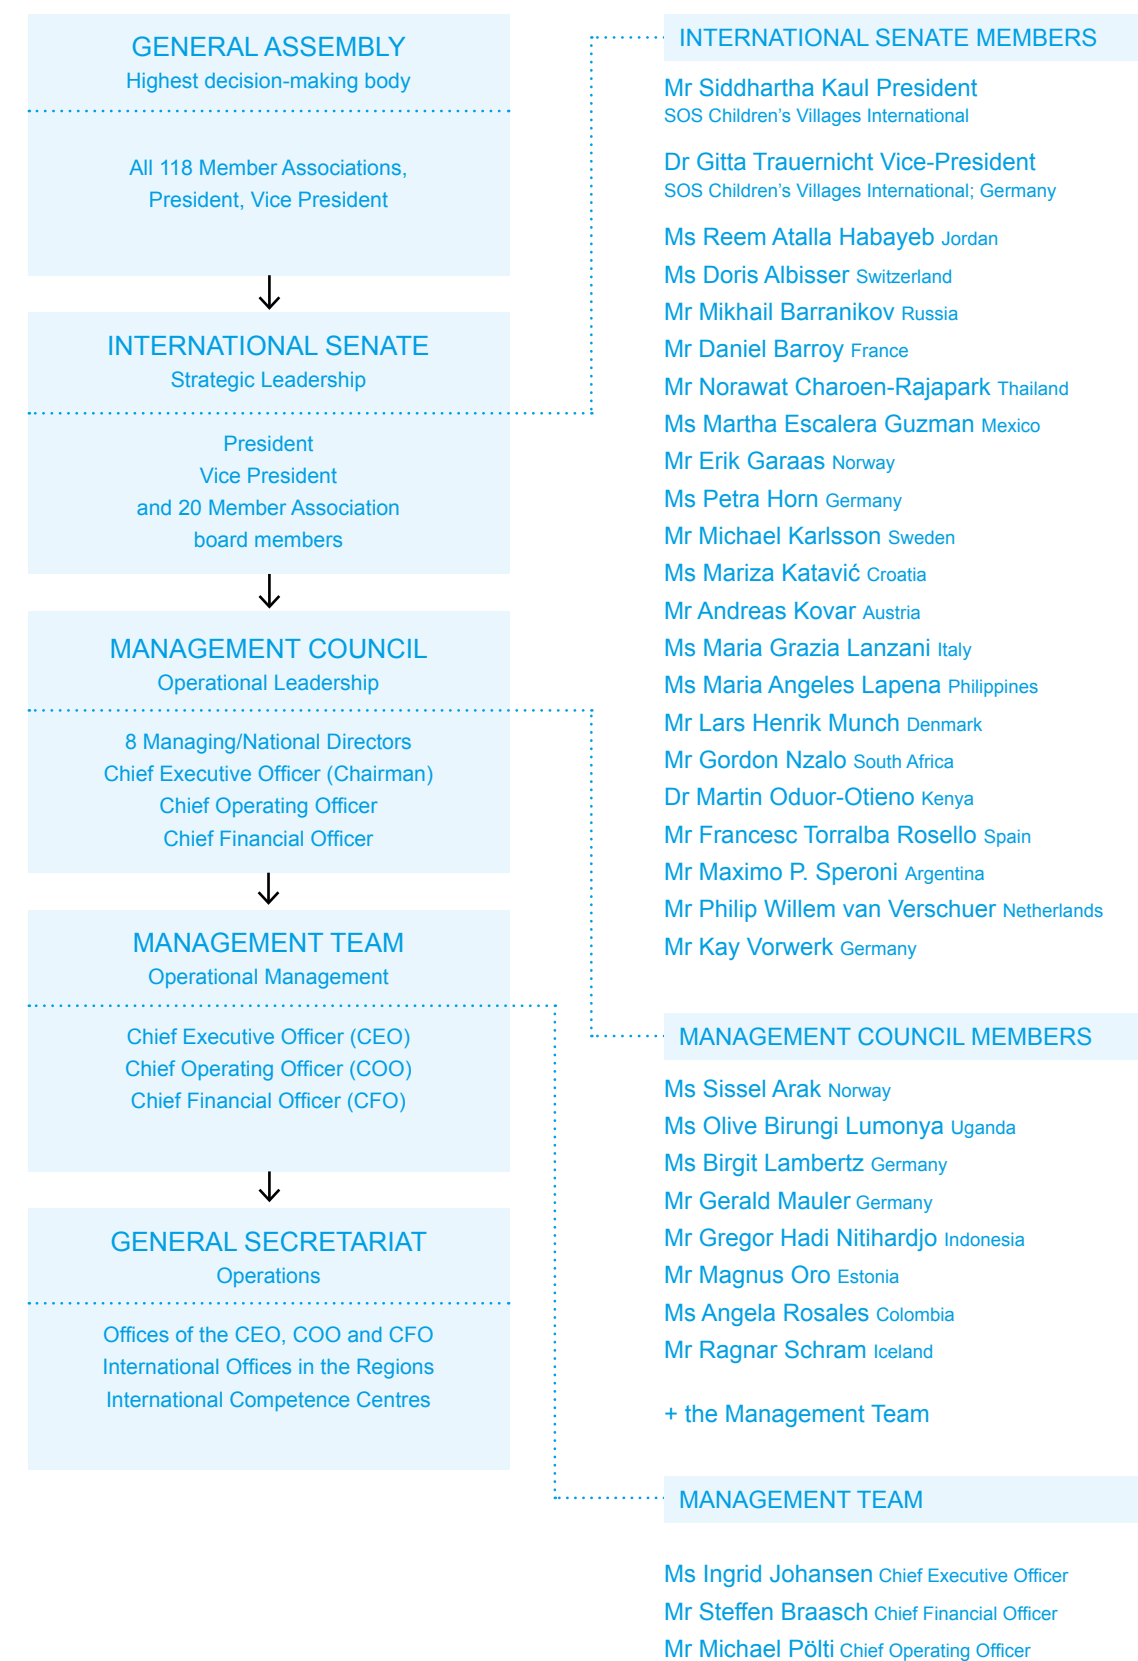 GENERAL ASSEMBLY
Highest decision-making body
All 118 Member Associations,
President, Vice President
INTERNATIONAL SENATE
Strategic Leadership
President
Vice President
and 20 Member Association
board members
MANAGEMENT COUNCIL
Operational Leadership
8 Managing/National Directors
Chief Executive Officer (Chairman)
Chief Operating Officer
Chief Financial Officer
MANAGEMENT TEAM
Operational Management
Chief Executive Officer (CEO)
Chief Operating Officer (COO)
Chief Financial Officer (CFO)
GENERAL SECRETARIAT
Operations
Offices of the CEO, COO and CFO
International Offices in the Regions
International Competence Centres
INTERNATIONAL SENATE MEMBERS
Mr Siddhartha Kaul President
SOS Children's Villages International
Dr Gitta Trauernicht Vice-President
SOS Children's Villages International; Germany
Ms Reem Atalla Habayeb Jordan
Ms Doris Albisser Switzerland
Mr Mikhail Barranikov Russia
Mr Daniel Barroy France
Mr Norawat Charoen-Rajapark Thailand
Ms Martha Escalera Guzman Mexico
Mr Erik Garaas Norway
Ms Petra Horn Germany
Mr Michael Karlsson Sweden
Ms Mariza Katavić Croatia
Mr Andreas Kovar Austria
Ms Maria Grazia Lanzani Italy
Ms Maria Angeles Lapena Philippines
Mr Lars Henrik Munch Denmark
Mr Gordon Nzalo South Africa
Dr Martin Oduor-Otieno Kenya
Mr Francesc Torralba Rosello Spain
Mr Maximo P. Speroni Argentina
Mr Philip Willem van Verschuer Netherlands
Mr Kay Vorwerk Germany
MANAGEMENT COUNCIL MEMBERS
Ms Sissel Arak Norway
Ms Olive Birungi Lumonya Uganda
Ms Birgit Lambertz Germany
Mr Gerald Mauler Germany
Mr Gregor Hadi Nitihardjo Indonesia
Mr Magnus Oro Estonia
Ms Angela Rosales Colombia
Mr Ragnar Schram Iceland
+ the Management Team
MANAGEMENT TEAM
Ms Ingrid Johansen Chief Executive Officer
Mr Steffen Braasch Chief Financial Officer
Mr Michael Pölti Chief Operating Officer